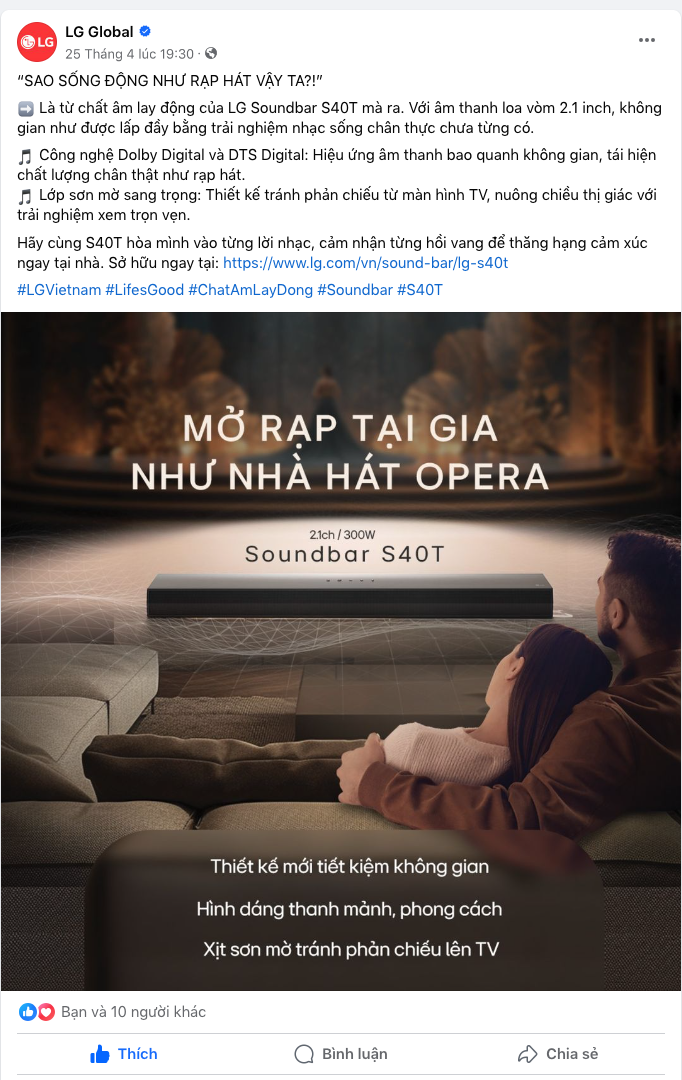 LG
LG Global
25 Tháng 4 lúc 19:30 ·
“SAO SỐNG ĐỘNG NHƯ RẠP HÁT VẬY TA?!”
➡️ Là từ chất âm lay động của LG Soundbar S40T mà ra. Với âm thanh loa vòm 2.1 inch, không
gian như được lấp đầy bằng trải nghiệm nhạc sống chân thực chưa từng có.
🎵 Công nghệ Dolby Digital và DTS Digital: Hiệu ứng âm thanh bao quanh không gian, tái hiện
chất lượng chân thật như rạp hát.
🎵 Lớp sơn mờ sang trọng: Thiết kế tránh phản chiếu từ màn hình TV, nuông chiều thị giác với
trải nghiệm xem trọn vẹn.
Hãy cùng S40T hòa mình vào từng lời nhạc, cảm nhận từng hồi vang để thăng hạng cảm xúc
ngay tại nhà. Sở hữu ngay tại: https://www.lg.com/vn/sound-bar/lg-s40t
#LGVietnam #LifesGood #ChatAmLayDong #Soundbar #S40T
MỞ RẠP TẠI GIA
NHƯ NHÀ HÁT OPERA
2.1ch / 300W
Soundbar S40T
Thiết kế mới tiết kiệm không gian
Hình dáng thanh mảnh, phong cách
Xịt sơn mờ tránh phản chiếu lên TV
Bạn và 10 người khác
Thích
Bình luận
Chia sẻ